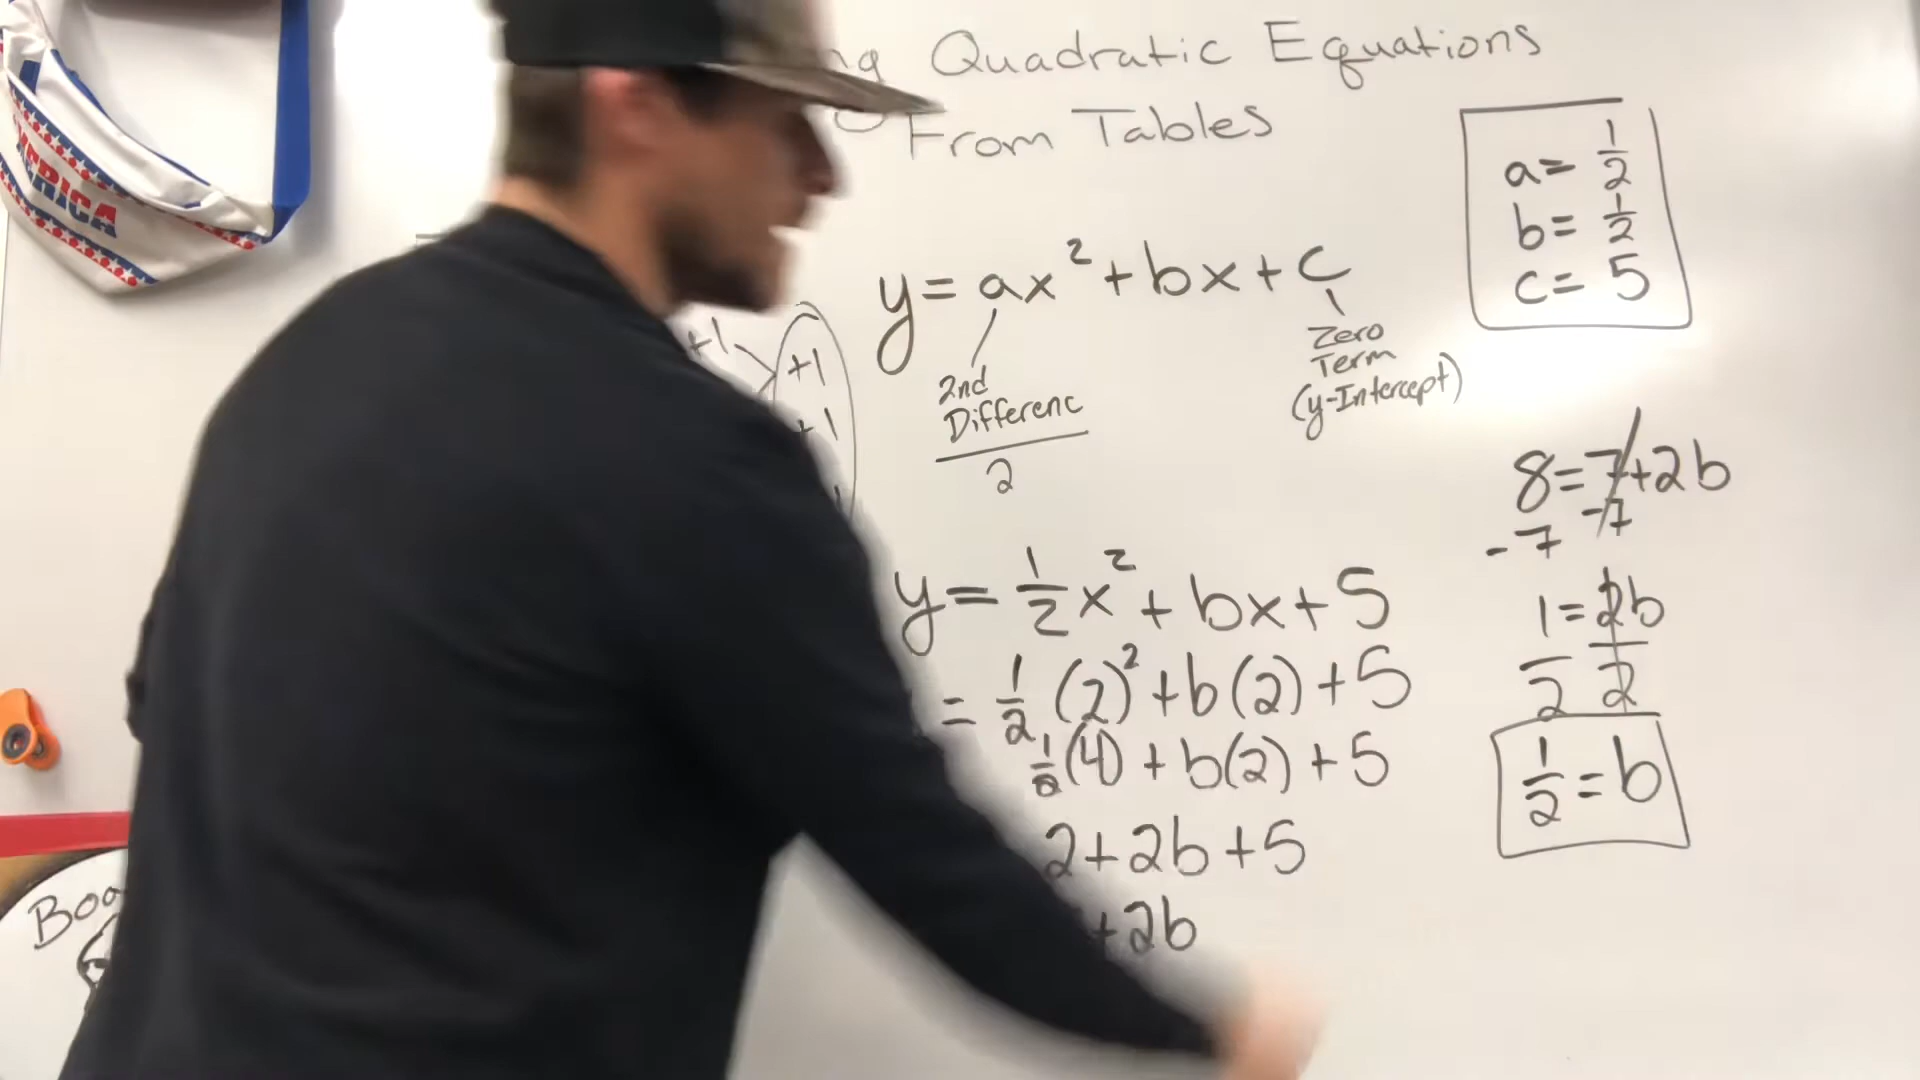 Quadratic Equations
From Tables
y = ax² + bx + c
2nd
Differenc
2
Zero
Term
(y-Intercept)
+1
+1
+1
y = 1/2 x² + bx + 5
= 1/2 (2)² + b(2) + 5
1/2 (4) + b(2) + 5
2 + 2b + 5
+ 2b
a = 1/2
b = 1/2
c = 5
8 = 7 + 2b
-7 -7
1 = 2b
2 2
1/2 = b
ERICA
Boo